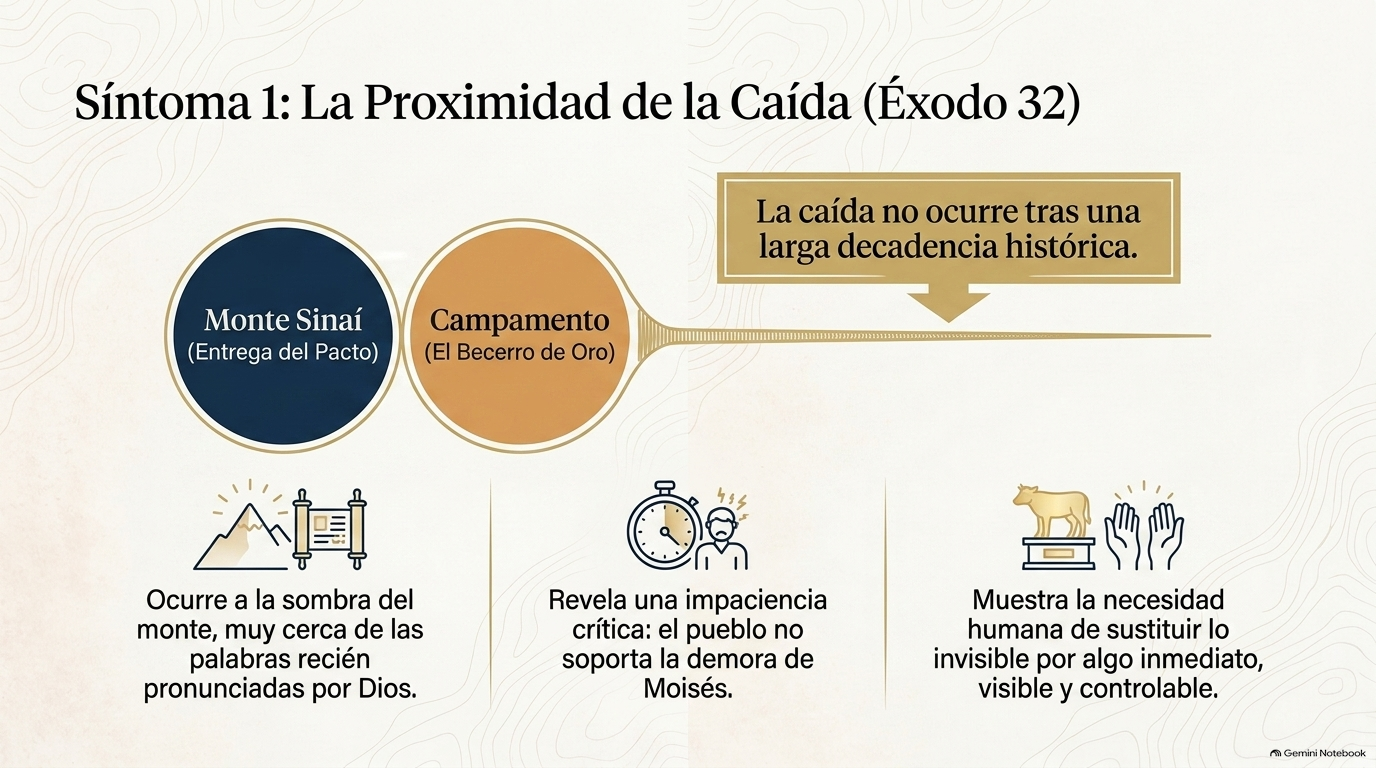 Síntoma 1: La Proximidad de la Caída (Éxodo 32)
La caída no ocurre tras una
larga decadencia histórica.
Monte Sinaí
(Entrega del Pacto)
Campamento
(El Becerro de Oro)
Ocurre a la sombra del
monte, muy cerca de las
palabras recién
pronunciadas por Dios.
Revela una impaciencia
crítica: el pueblo no
soporta la demora de
Moisés.
Muestra la necesidad
humana de sustituir lo
invisible por algo inmediato,
visible y controlable.
Gemini Notebook